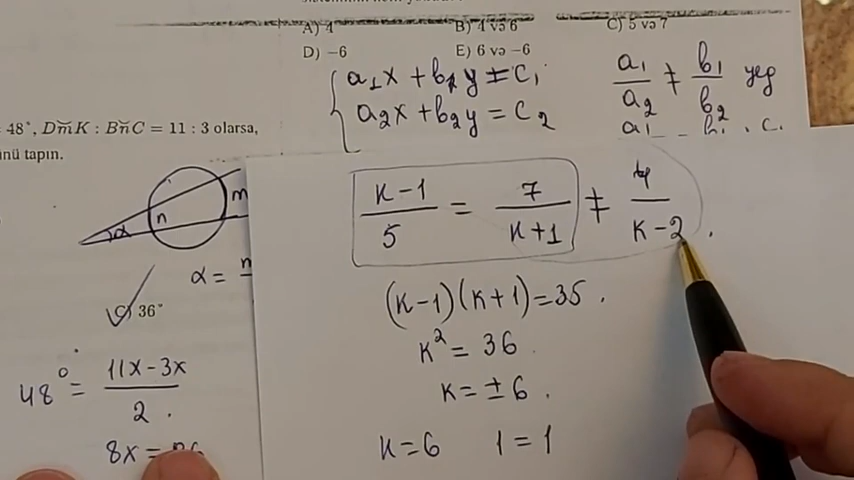 A) 4 B) 4 və 6 C) 5 və 7
D) −6 E) 6 və −6
a₁x + b₁y = c₁
a₂x + b₂y = c₂
a₁/a₂ ≠ b₁/b₂ yeg
48°, DmK : BnC = 11 : 3 olarsa,
nü tapın.
m
n
α
α =
C) 36°
48° = (11x − 3x)/2 .
8x =
(k−1)/5 = 7/(k+1) ≠ 4/(k−2) .
(k−1)(k+1) = 35 .
k² = 36
k = ± 6 .
k = 6 1 = 1